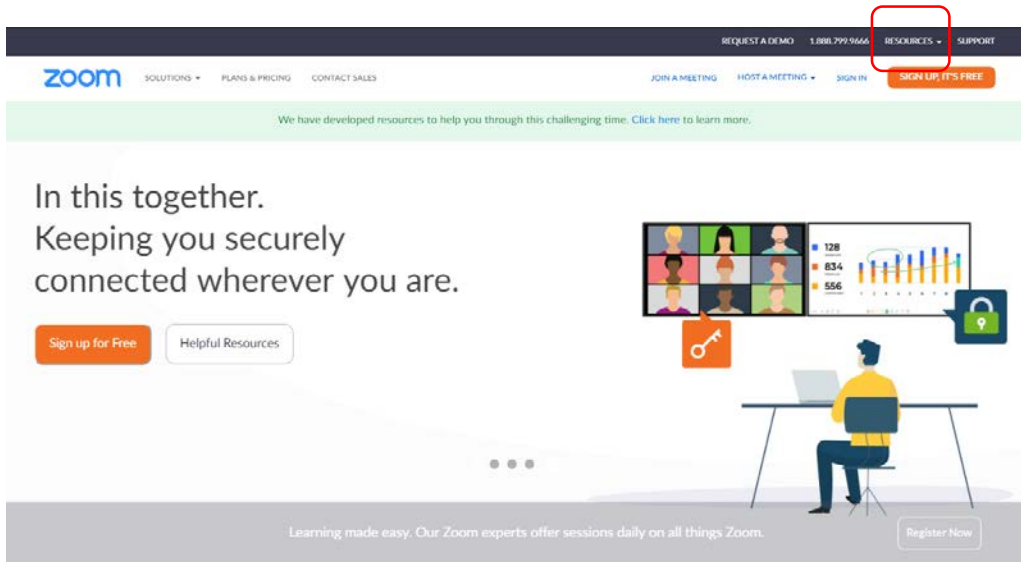 REQUEST A DEMO 1.888.799.9666 RESOURCES SUPPORT
zoom SOLUTIONS PLANS & PRICING CONTACT SALES JOIN A MEETING HOST A MEETING SIGN IN SIGN UP, IT'S FREE
We have developed resources to help you through this challenging time. Click here to learn more.
In this together.
Keeping you securely
connected wherever you are.
Sign up for Free Helpful Resources
128
834
556
Learning made easy. Our Zoom experts offer sessions daily on all things Zoom. Register Now